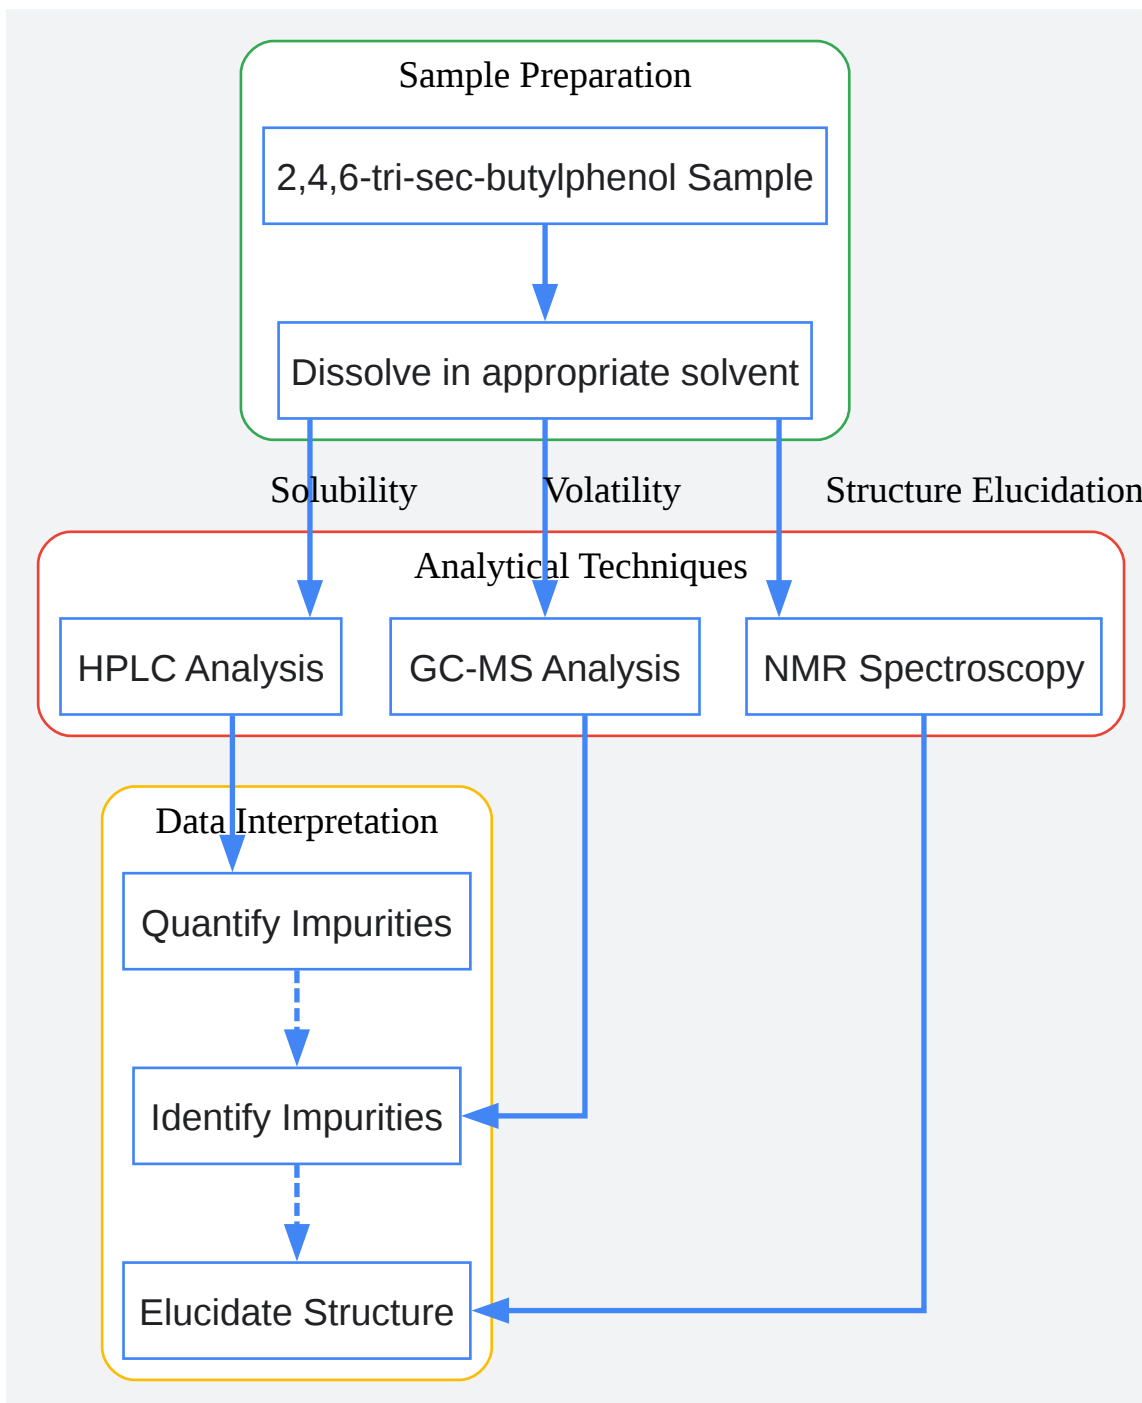 Sample Preparation
2,4,6-tri-sec-butylphenol Sample
Dissolve in appropriate solvent
Solubility
Volatility
Structure Elucidation
Analytical Techniques
HPLC Analysis
GC-MS Analysis
NMR Spectroscopy
Data Interpretation
Quantify Impurities
Identify Impurities
Elucidate Structure